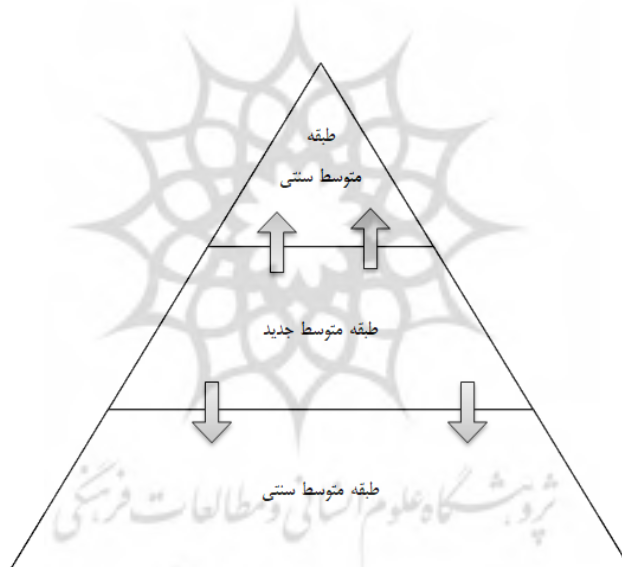 طبقه
متوسط سنتی
طبقه متوسط جدید
طبقه متوسط سنتی
پژوهشگاه علوم انسانی و مطالعات فرهنگی